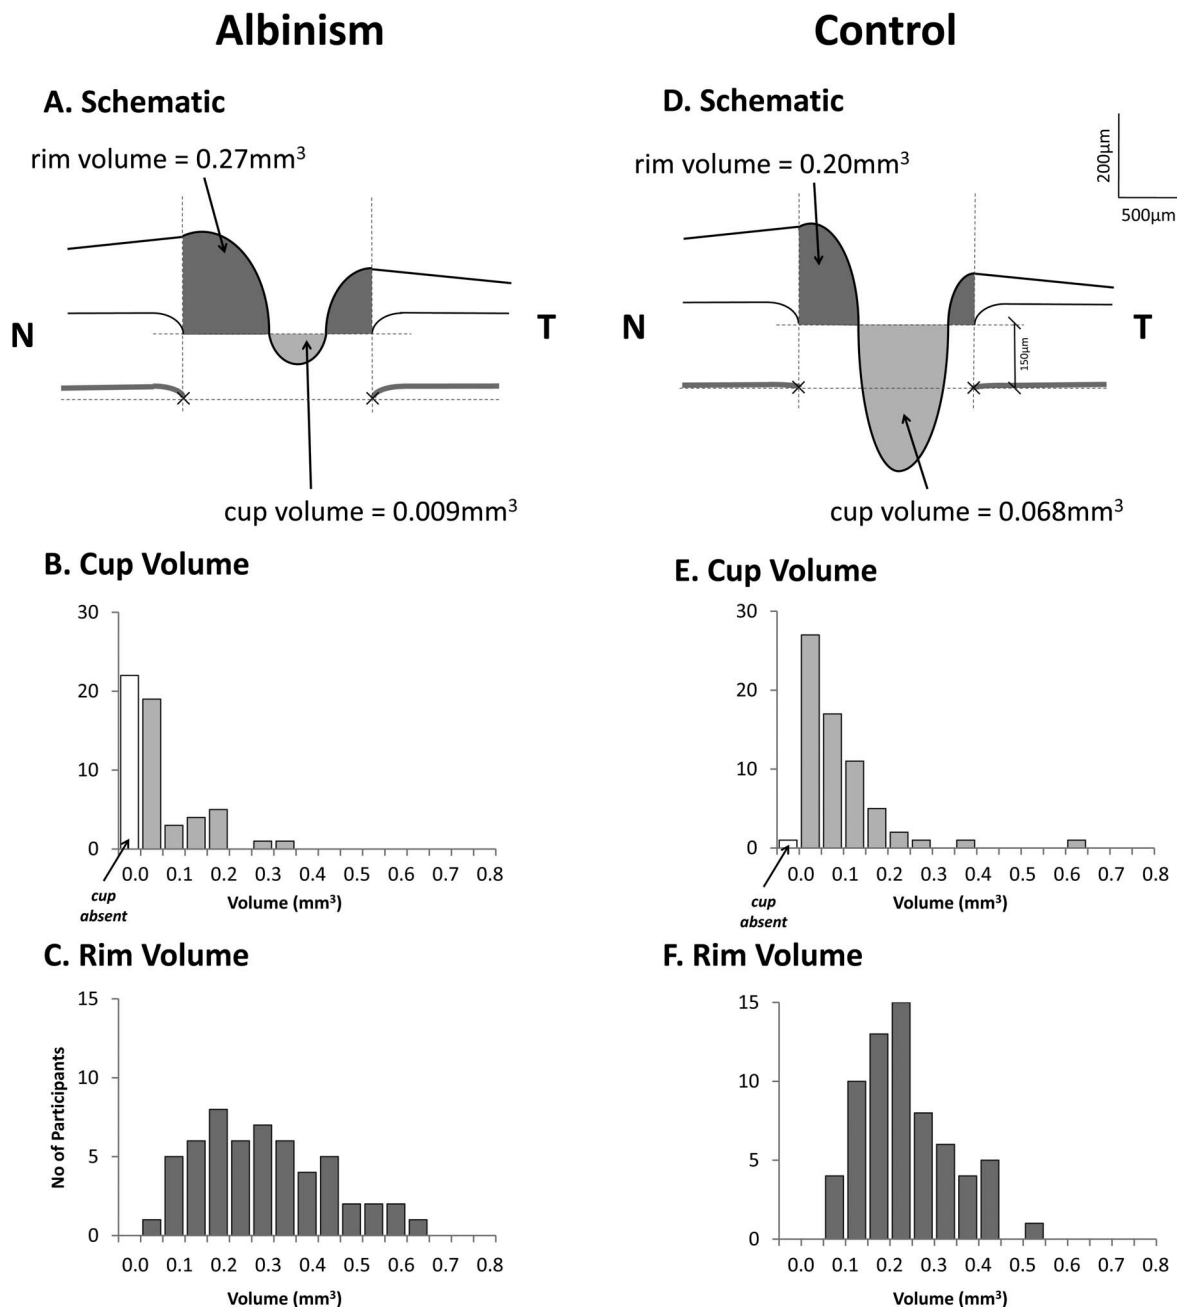 Albinism
Control
A. Schematic
rim volume = 0.27mm³
N
T
cup volume = 0.009mm³
D. Schematic
rim volume = 0.20mm³
200µm
500µm
N
T
150µm
cup volume = 0.068mm³
B. Cup Volume
30
20
10
0
0.0 0.1 0.2 0.3 0.4 0.5 0.6 0.7 0.8
cup
absent
Volume (mm³)
E. Cup Volume
30
20
10
0
0.0 0.1 0.2 0.3 0.4 0.5 0.6 0.7 0.8
cup
absent
Volume (mm³)
C. Rim Volume
No of Participants
15
10
5
0
0.0 0.1 0.2 0.3 0.4 0.5 0.6 0.7 0.8
Volume (mm³)
F. Rim Volume
15
10
5
0
0.0 0.1 0.2 0.3 0.4 0.5 0.6 0.7 0.8
Volume (mm³)